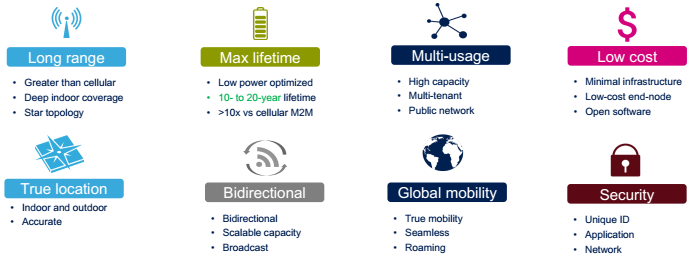 Long range
• Greater than cellular
• Deep indoor coverage
• Star topology
Max lifetime
• Low power optimized
• 10- to 20-year lifetime
• >10x vs cellular M2M
Multi-usage
• High capacity
• Multi-tenant
• Public network
$
Low cost
• Minimal infrastructure
• Low-cost end-node
• Open software
True location
• Indoor and outdoor
• Accurate
Bidirectional
• Bidirectional
• Scalable capacity
• Broadcast
Global mobility
• True mobility
• Seamless
• Roaming
Security
• Unique ID
• Application
• Network